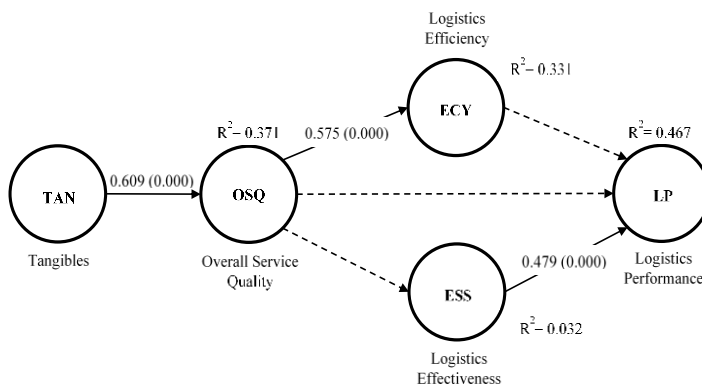 Logistics
Efficiency
R²– 0.331
ECY
R²– 0.371
0.575 (0.000)
R²= 0.467
TAN
0.609 (0.000)
OSQ
LP
Tangibles
Overall Service
Quality
ESS
0.479 (0.000)
Logistics
Performance
R²– 0.032
Logistics
Effectiveness